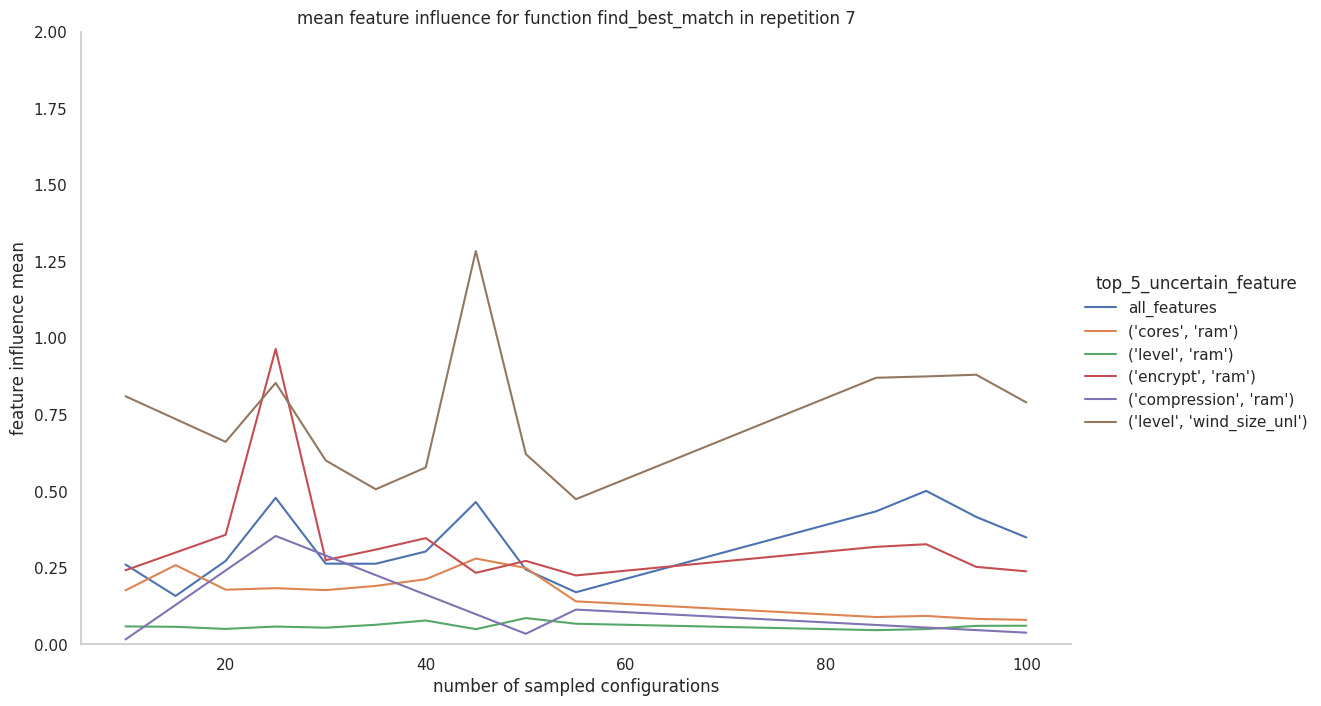 mean feature influence for function find_best_match in repetition 7
2.00
1.75
1.50
1.25
1.00
0.75
0.50
0.25
0.00
feature influence mean
20
40
60
80
100
number of sampled configurations
top_5_uncertain_feature
all_features
('cores', 'ram')
('level', 'ram')
('encrypt', 'ram')
('compression', 'ram')
('level', 'wind_size_unl')